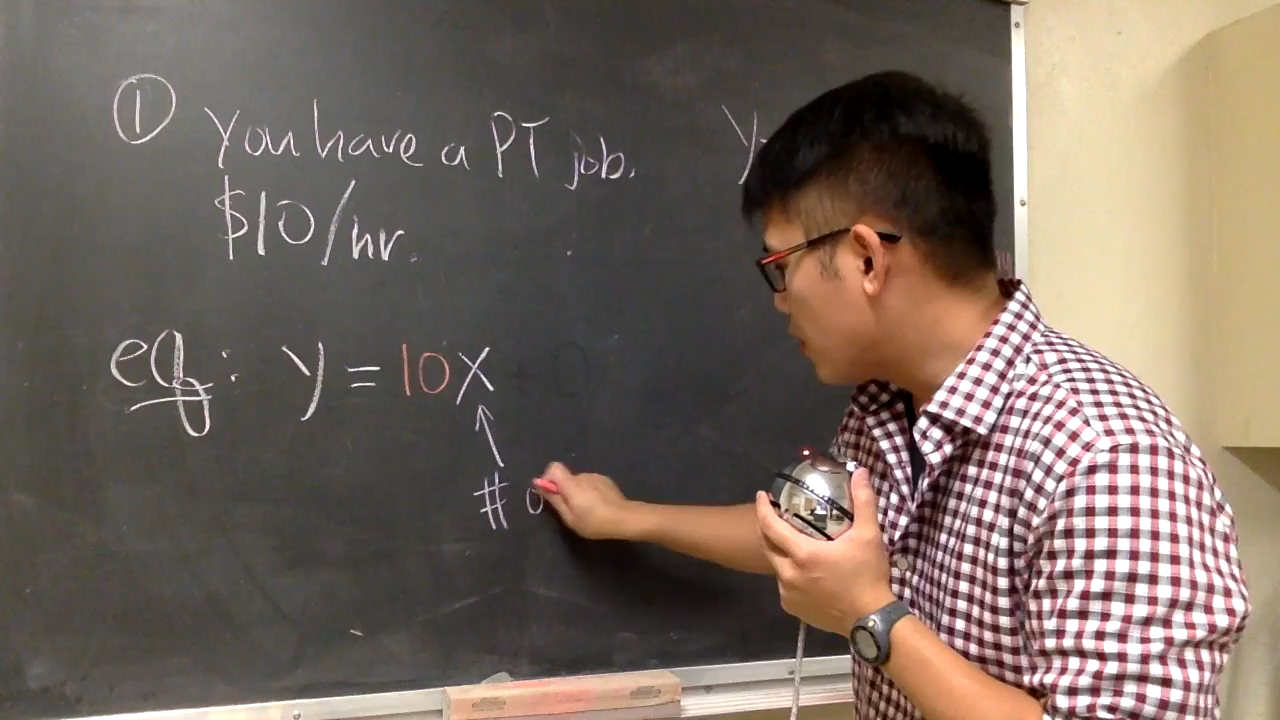 ① You have a PT job.
y
$10/hr.
eq: y = 10x
# o